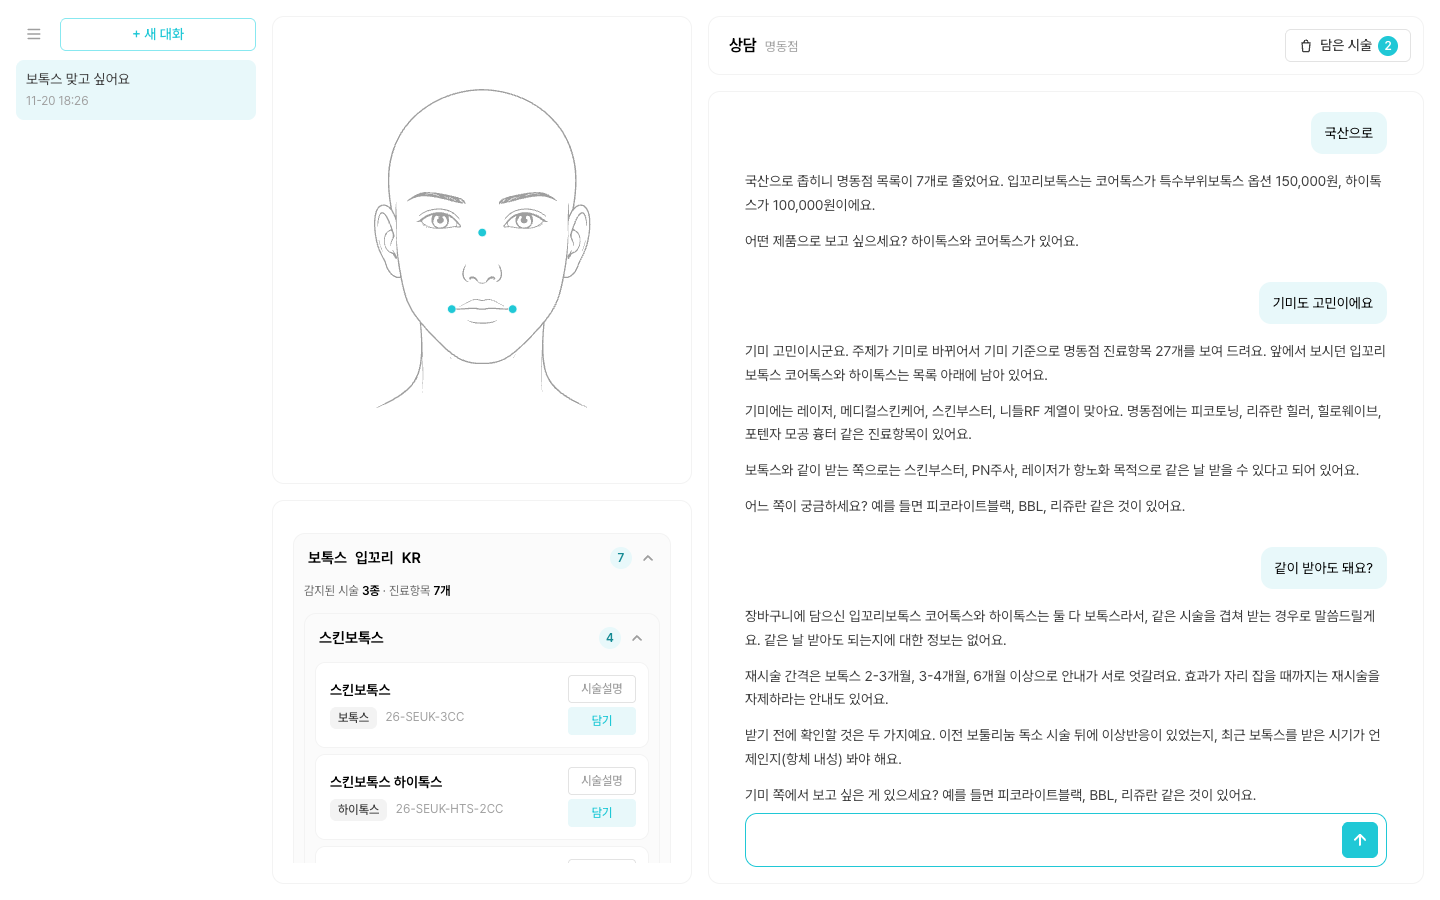 + 새 대화
보톡스 맞고 싶어요
11-20 18:26
보톡스 입꼬리 KR
7
감지된 시술 3종 · 진료항목 7개
스킨보톡스
4
스킨보톡스
시술설명
보톡스 26-SEUK-3CC
담기
스킨보톡스 하이톡스
시술설명
하이톡스 26-SEUK-HTS-2CC
담기
상담 명동점
담은 시술 2
국산으로
국산으로 좁히니 명동점 목록이 7개로 줄었어요. 입꼬리보톡스는 코어톡스가 특수부위보톡스 옵션 150,000원, 하이톡
스가 100,000원이에요.
어떤 제품으로 보고 싶으세요? 하이톡스와 코어톡스가 있어요.
기미도 고민이에요
기미 고민이시군요. 주제가 기미로 바뀌어서 기미 기준으로 명동점 진료항목 27개를 보여 드려요. 앞에서 보시던 입꼬리
보톡스 코어톡스와 하이톡스는 목록 아래에 남아 있어요.
기미에는 레이저, 메디컬스킨케어, 스킨부스터, 니들RF 계열이 맞아요. 명동점에는 피코토닝, 리쥬란 힐러, 힐로웨이브,
포텐자 모공 흉터 같은 진료항목이 있어요.
보톡스와 같이 받는 쪽으로는 스킨부스터, PN주사, 레이저가 항노화 목적으로 같은 날 받을 수 있다고 되어 있어요.
어느 쪽이 궁금하세요? 예를 들면 피코라이트블랙, BBL, 리쥬란 같은 것이 있어요.
같이 받아도 돼요?
장바구니에 담으신 입꼬리보톡스 코어톡스와 하이톡스는 둘 다 보톡스라서, 같은 시술을 겹쳐 받는 경우로 말씀드릴게
요. 같은 날 받아도 되는지에 대한 정보는 없어요.
재시술 간격은 보톡스 2-3개월, 3-4개월, 6개월 이상으로 안내가 서로 엇갈려요. 효과가 자리 잡을 때까지는 재시술을
자제하라는 안내도 있어요.
받기 전에 확인할 것은 두 가지예요. 이전 보툴리눔 독소 시술 뒤에 이상반응이 있었는지, 최근 보톡스를 받은 시기가 언
제인지(항체 내성) 봐야 해요.
기미 쪽에서 보고 싶은 게 있으세요? 예를 들면 피코라이트블랙, BBL, 리쥬란 같은 것이 있어요.